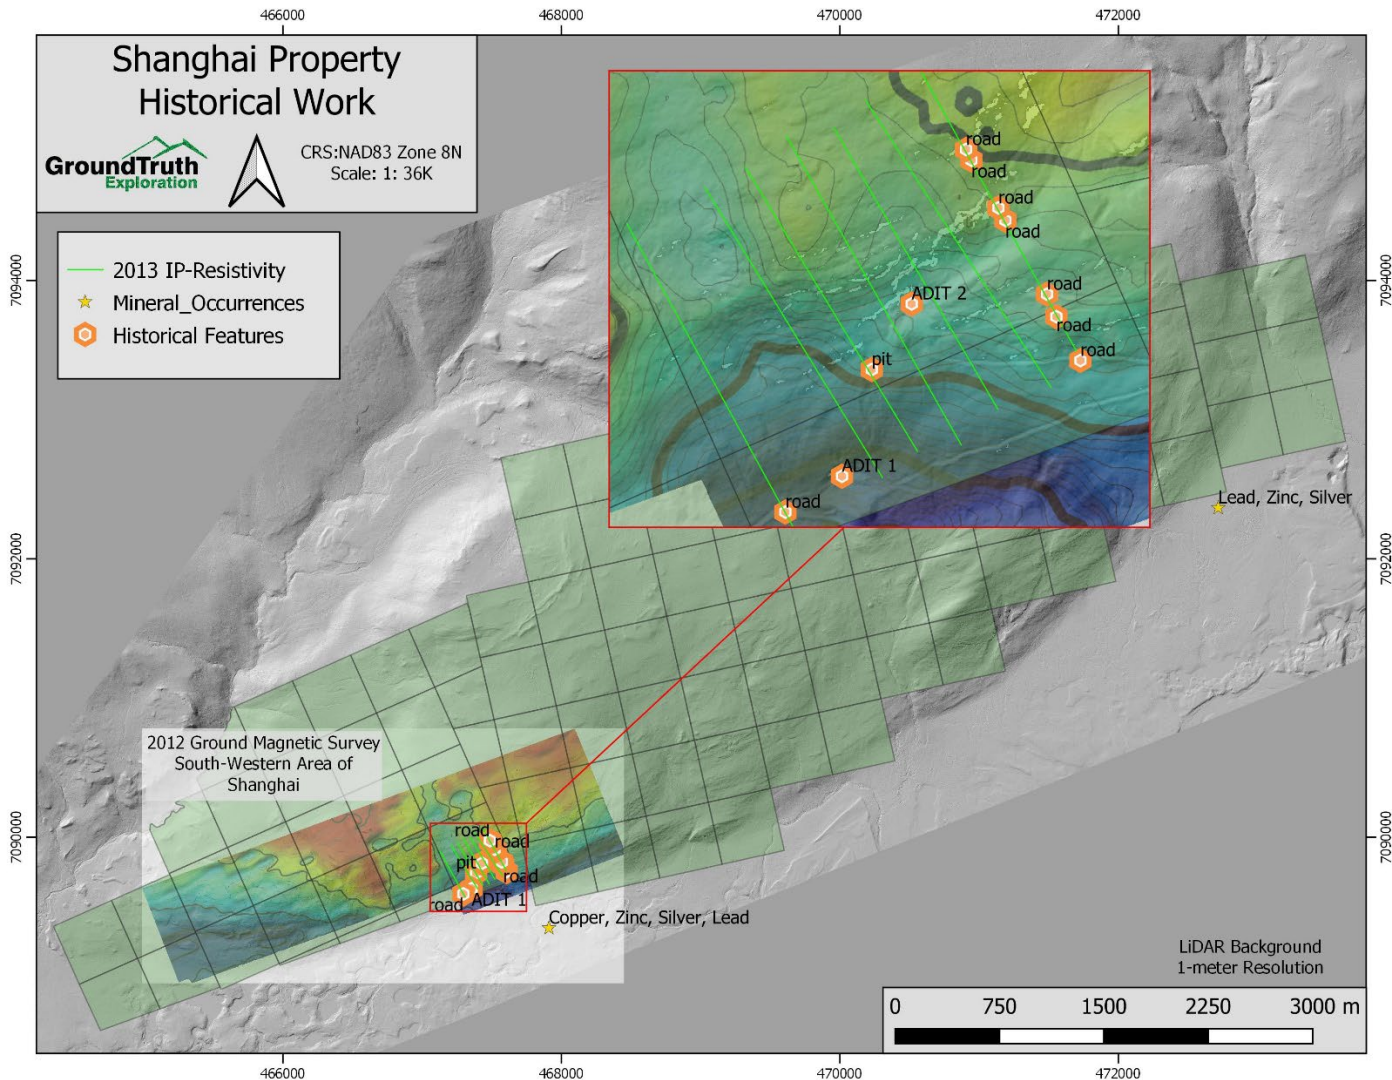 466000
468000
470000
472000
Shanghai Property
Historical Work
GroundTruth
Exploration
CRS:NAD83 Zone 8N
Scale: 1: 36K
2013 IP-Resistivity
Mineral_Occurrences
Historical Features
7094000
7092000
7090000
road
road
road
road
road
road
road
ADIT 2
pit
ADIT 1
road
7094000
7092000
7090000
Lead, Zinc, Silver
2012 Ground Magnetic Survey
South-Western Area of
Shanghai
road
road
pit
road
road
ADIT 1
Copper, Zinc, Silver, Lead
LiDAR Background
1-meter Resolution
0 750 1500 2250 3000 m
466000
468000
470000
472000